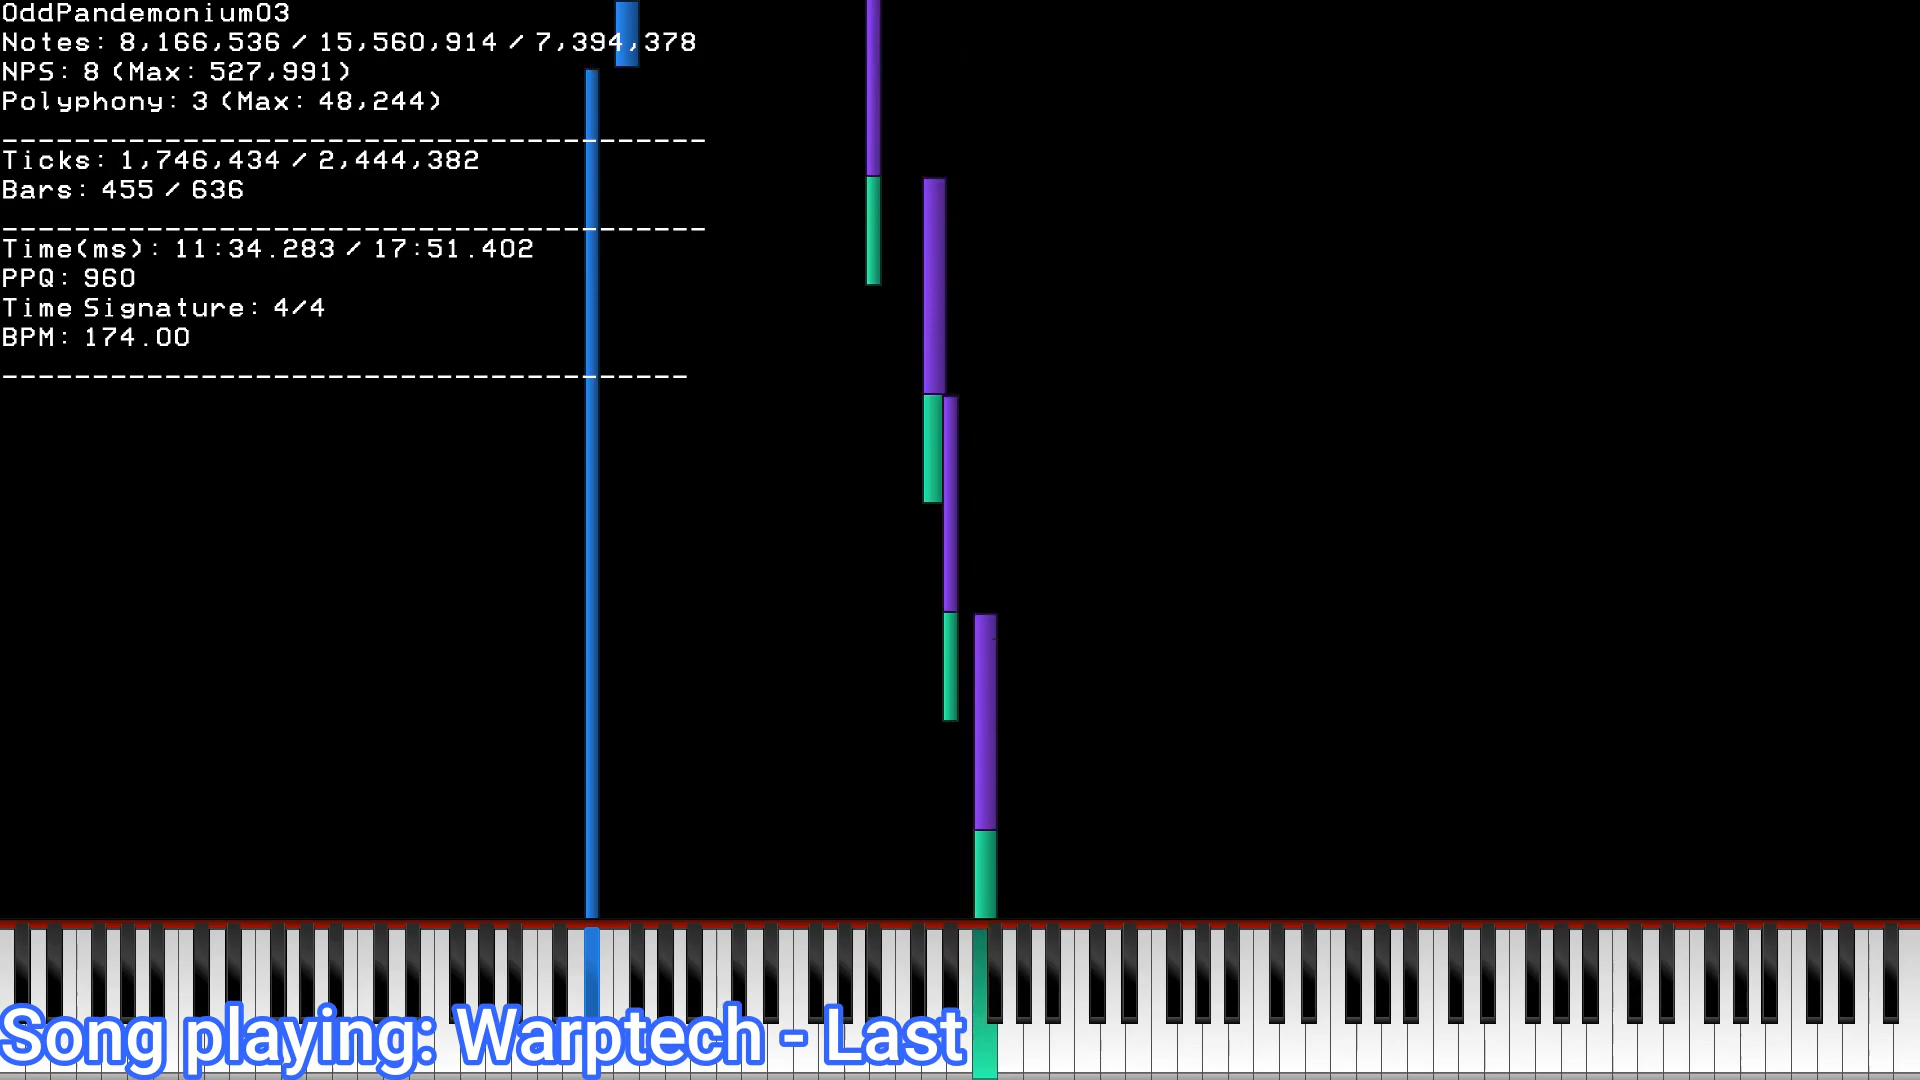 OddPandemonium03
Notes: 8,166,536 / 15,560,914 / 7,394,378
NPS: 8 (Max: 527,991)
Polyphony: 3 (Max: 48,244)
Ticks: 1,746,434 / 2,444,382
Bars: 455 / 636
Time(ms): 11:34.283 / 17:51.402
PPQ: 960
Time Signature: 4/4
BPM: 174.00
Song playing: Warptech - Last